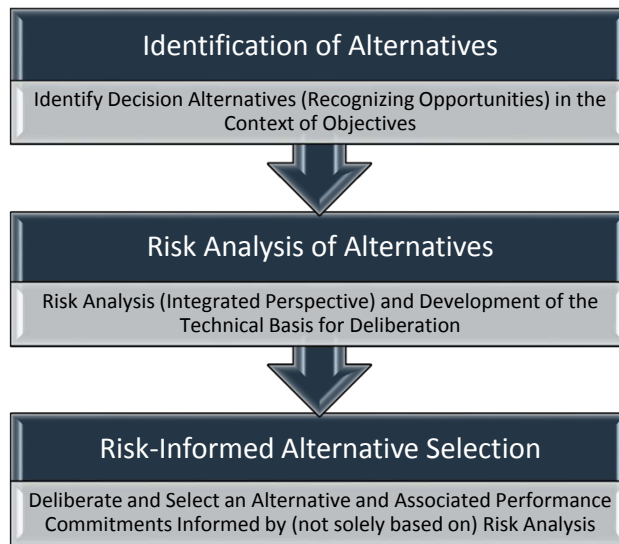 Identification of Alternatives
Identify Decision Alternatives (Recognizing Opportunities) in the
Context of Objectives
Risk Analysis of Alternatives
Risk Analysis (Integrated Perspective) and Development of the
Technical Basis for Deliberation
Risk-Informed Alternative Selection
Deliberate and Select an Alternative and Associated Performance
Commitments Informed by (not solely based on) Risk Analysis